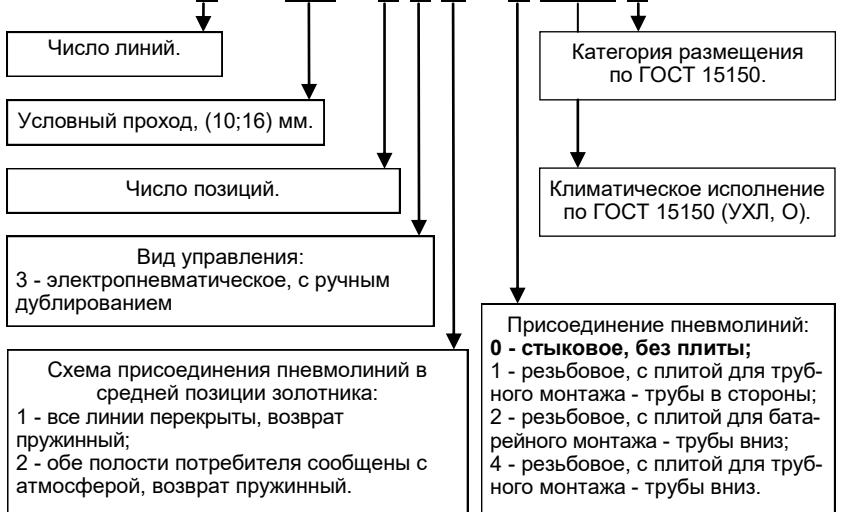 Число линий.
Категория размещения
по ГОСТ 15150.
Условный проход, (10;16) мм.
Число позиций.
Климатическое исполнение
по ГОСТ 15150 (УХЛ, О).
Вид управления:
3 - электропневматическое, с ручным
дублированием
Схема присоединения пневмолиний в
средней позиции золотника:
1 - все линии перекрыты, возврат
пружинный;
2 - обе полости потребителя сообщены с
атмосферой, возврат пружинный.
Присоединение пневмолиний:
0 - стыковое, без плиты;
1 - резьбовое, с плитой для труб-
ного монтажа - трубы в стороны;
2 - резьбовое, с плитой для бата-
рейного монтажа - трубы вниз;
4 - резьбовое, с плитой для труб-
ного монтажа - трубы вниз.